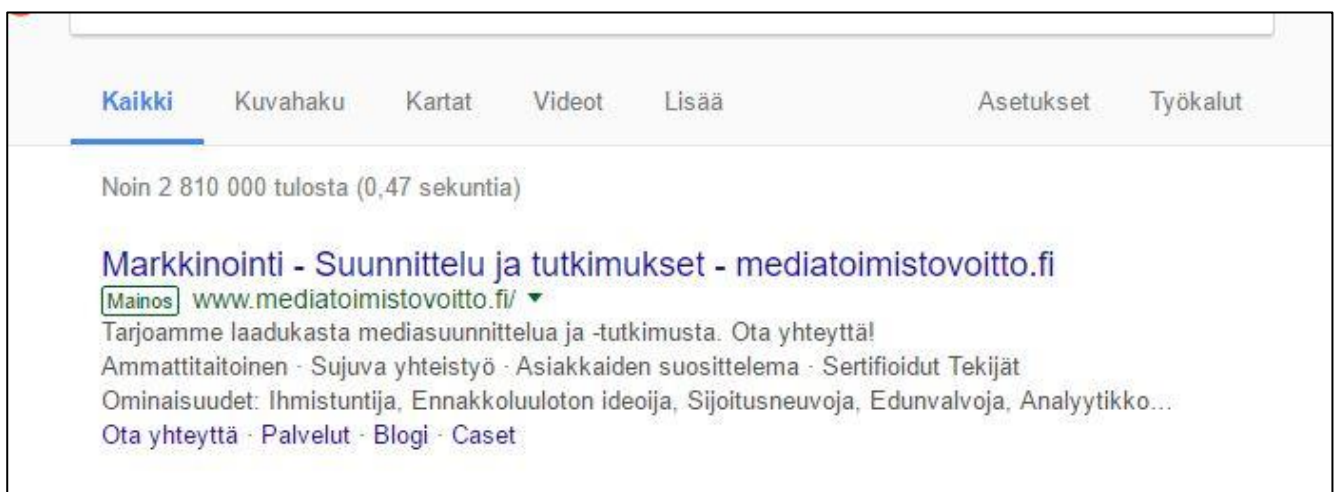 Kaikki Kuvahaku Kartat Videot Lisää Asetukset Työkalut
Noin 2 810 000 tulosta (0,47 sekuntia)
Markkinointi - Suunnittelu ja tutkimukset - mediatoimistovoitto.fi
Mainos www.mediatoimistovoitto.fi/
Tarjoamme laadukasta mediasuunnittelua ja -tutkimusta. Ota yhteyttä!
Ammattitaitoinen · Sujuva yhteistyö · Asiakkaiden suosittelema · Sertifioidut Tekijät
Ominaisuudet: Ihmistuntija, Ennakkoluuloton ideoija, Sijoitusneuvoja, Edunvalvoja, Analyytikko...
Ota yhteyttä · Palvelut · Blogi · Caset